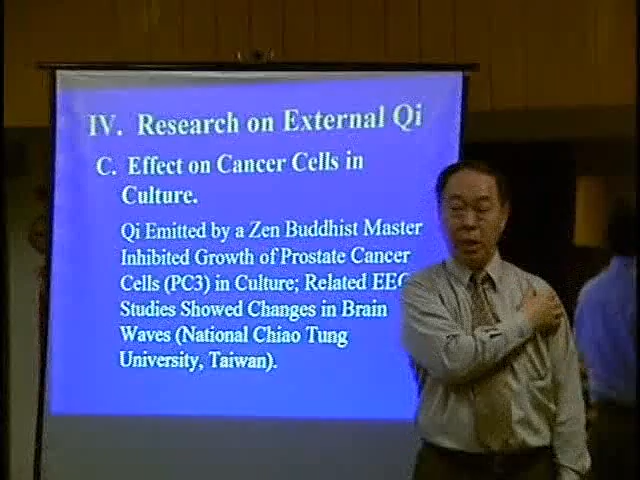 IV. Research on External Qi
C. Effect on Cancer Cells in
Culture.
Qi Emitted by a Zen Buddhist Master
Inhibited Growth of Prostate Cancer
Cells (PC3) in Culture; Related EEG
Studies Showed Changes in Brain
Waves (National Chiao Tung
University, Taiwan).